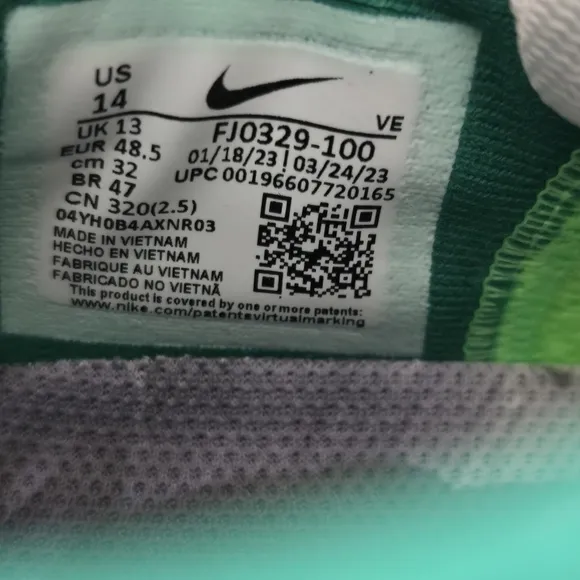 US
14
VE
UK 13
EUR 48.5
cm 32
BR 47
CN 320(2.5)
FJ0329-100
01/18/23 | 03/24/23
UPC 00196607720165
04YH0B4AXNR03
MADE IN VIETNAM
HECHO EN VIETNAM
FABRIQUE AU VIETNAM
FABRICADO NO VIETNÃ
This product is covered by one or more patents:
www.nike.com/patentsvirtualmarking